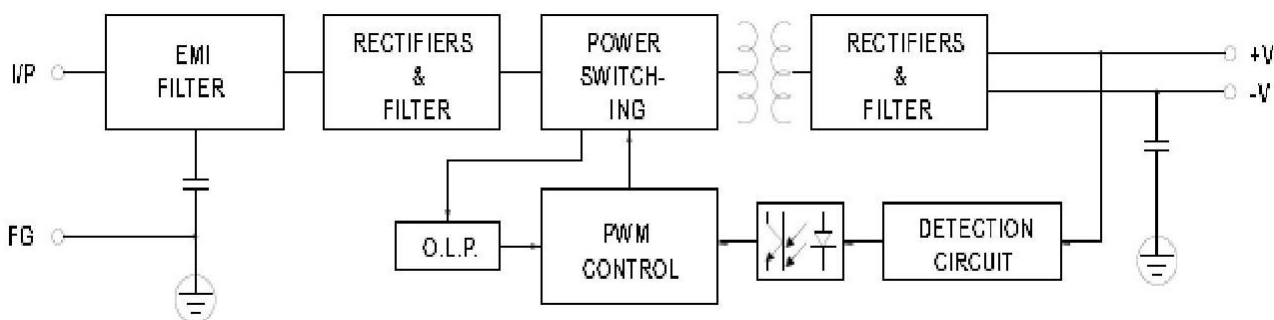 I/P
EMI
FILTER
RECTIFIERS
&
FILTER
POWER
SWITCH-
ING
RECTIFIERS
&
FILTER
+V
-V
FG
O.L.P.
PWM
CONTROL
DETECTION
CIRCUIT